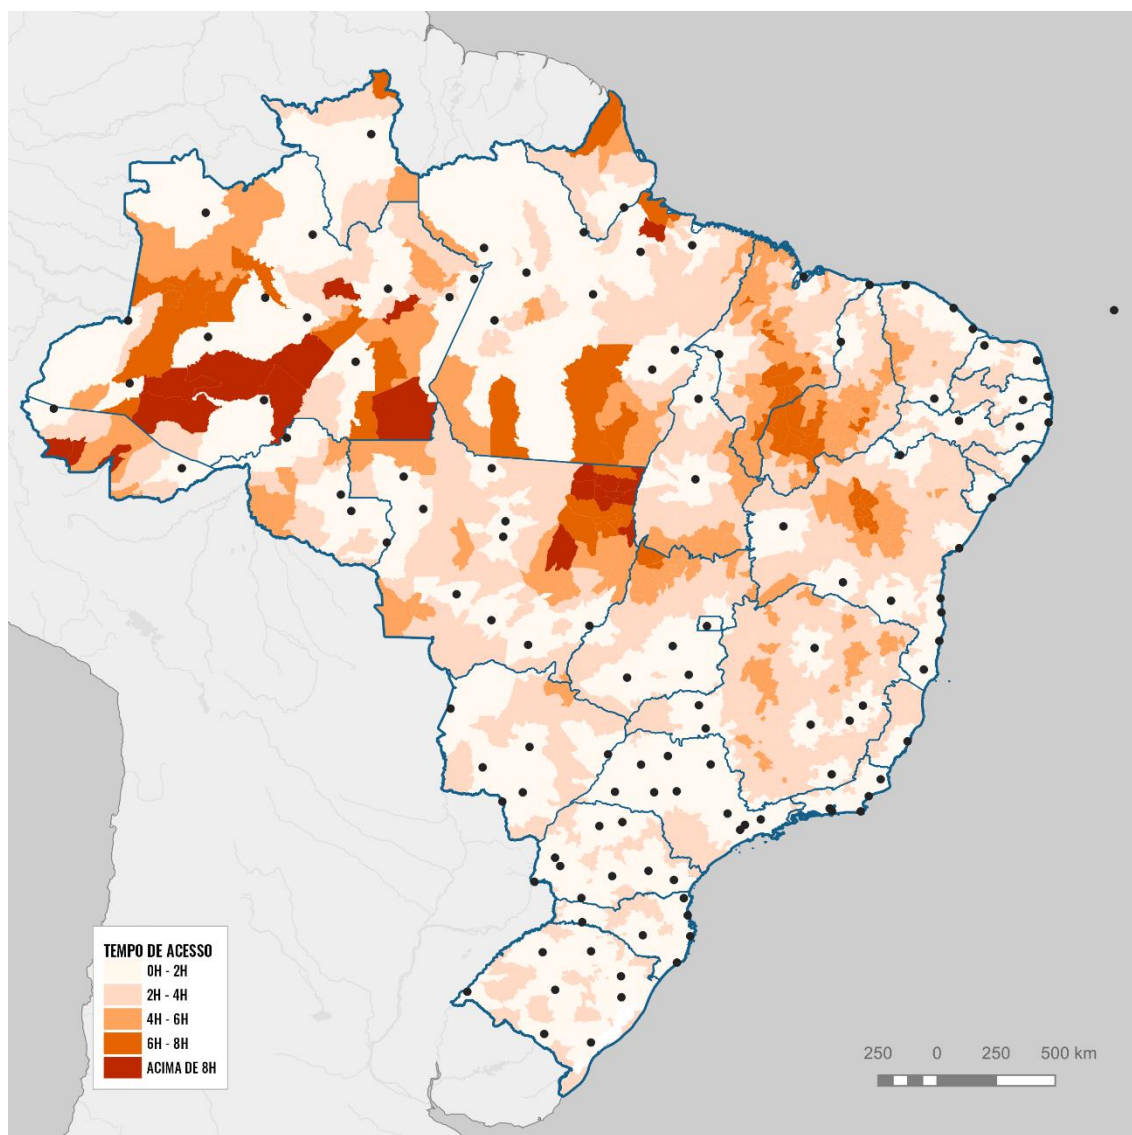 TEMPO DE ACESSO
0H - 2H
2H - 4H
4H - 6H
6H - 8H
ACIMA DE 8H
250 0 250 500 km